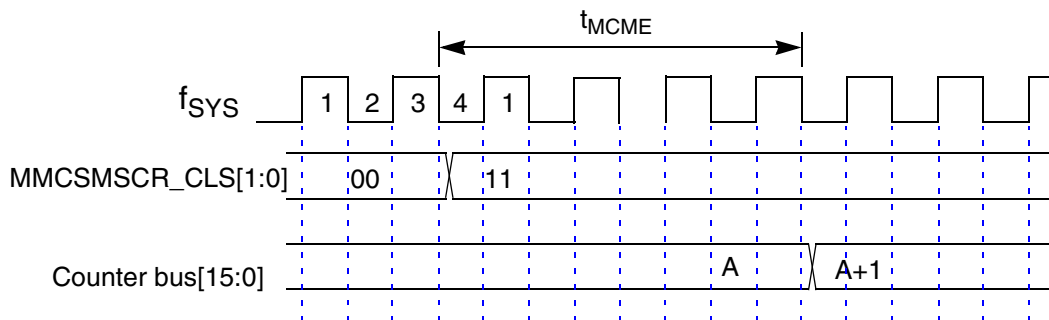 tMCME
fSYS 1 2 3 4 1
MMCSMSCR_CLS[1:0] 00 11
Counter bus[15:0] A A+1